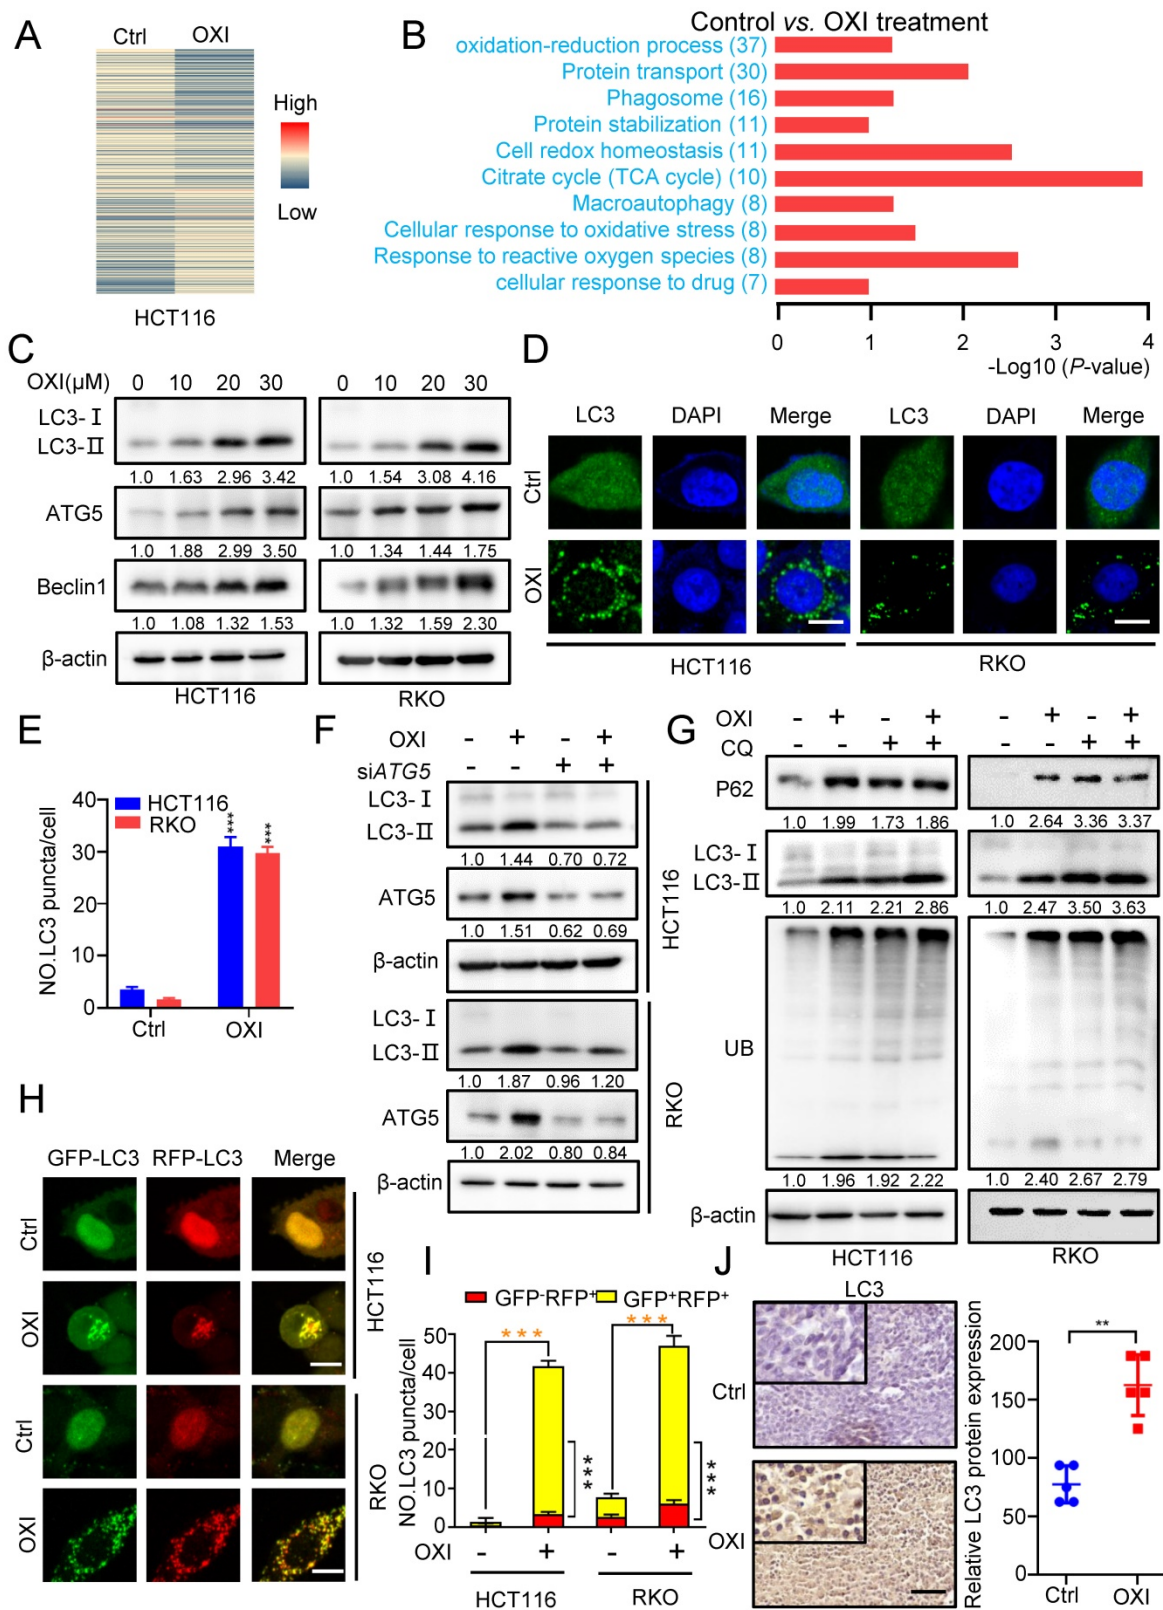 A
Ctrl OXI
High
Low
HCT116
B
Control vs. OXI treatment
oxidation-reduction process (37)
Protein transport (30)
Phagosome (16)
Protein stabilization (11)
Cell redox homeostasis (11)
Citrate cycle (TCA cycle) (10)
Macroautophagy (8)
Cellular response to oxidative stress (8)
Response to reactive oxygen species (8)
cellular response to drug (7)
0 1 2 3 4
-Log10 (P-value)
C
OXI(μM) 0 10 20 30 0 10 20 30
LC3-Ⅰ
LC3-Ⅱ
1.0 1.63 2.96 3.42 1.0 1.54 3.08 4.16
ATG5
1.0 1.88 2.99 3.50 1.0 1.34 1.44 1.75
Beclin1
1.0 1.08 1.32 1.53 1.0 1.32 1.59 2.30
β-actin
HCT116 RKO
D
LC3 DAPI Merge LC3 DAPI Merge
Ctrl
OXI
HCT116 RKO
E
HCT116
RKO
NO.LC3 puncta/cell
40
30
20
10
0
*** ***
Ctrl OXI
F
OXI - + - +
siATG5 - - + +
LC3-Ⅰ
LC3-Ⅱ
1.0 1.44 0.70 0.72
ATG5
1.0 1.51 0.62 0.69
β-actin
HCT116
LC3-Ⅰ
LC3-Ⅱ
1.0 1.87 0.96 1.20
ATG5
1.0 2.02 0.80 0.84
β-actin
RKO
G
OXI - + - + - + - +
CQ - - + + - - + +
P62
1.0 1.99 1.73 1.86 1.0 2.64 3.36 3.37
LC3-Ⅰ
LC3-Ⅱ
1.0 2.11 2.21 2.86 1.0 2.47 3.50 3.63
UB
1.0 1.96 1.92 2.22 1.0 2.40 2.67 2.79
β-actin
HCT116 RKO
H
GFP-LC3 RFP-LC3 Merge
Ctrl
OXI
HCT116
Ctrl
OXI
RKO
I
GFP⁻RFP⁺ GFP⁺RFP⁺
NO.LC3 puncta/cell
50
40
30
20
10
0
*** ***
*** ***
OXI - + - +
HCT116 RKO
J
LC3
Ctrl
OXI
Relative LC3 protein expression
200
150
100
50
0
**
Ctrl OXI